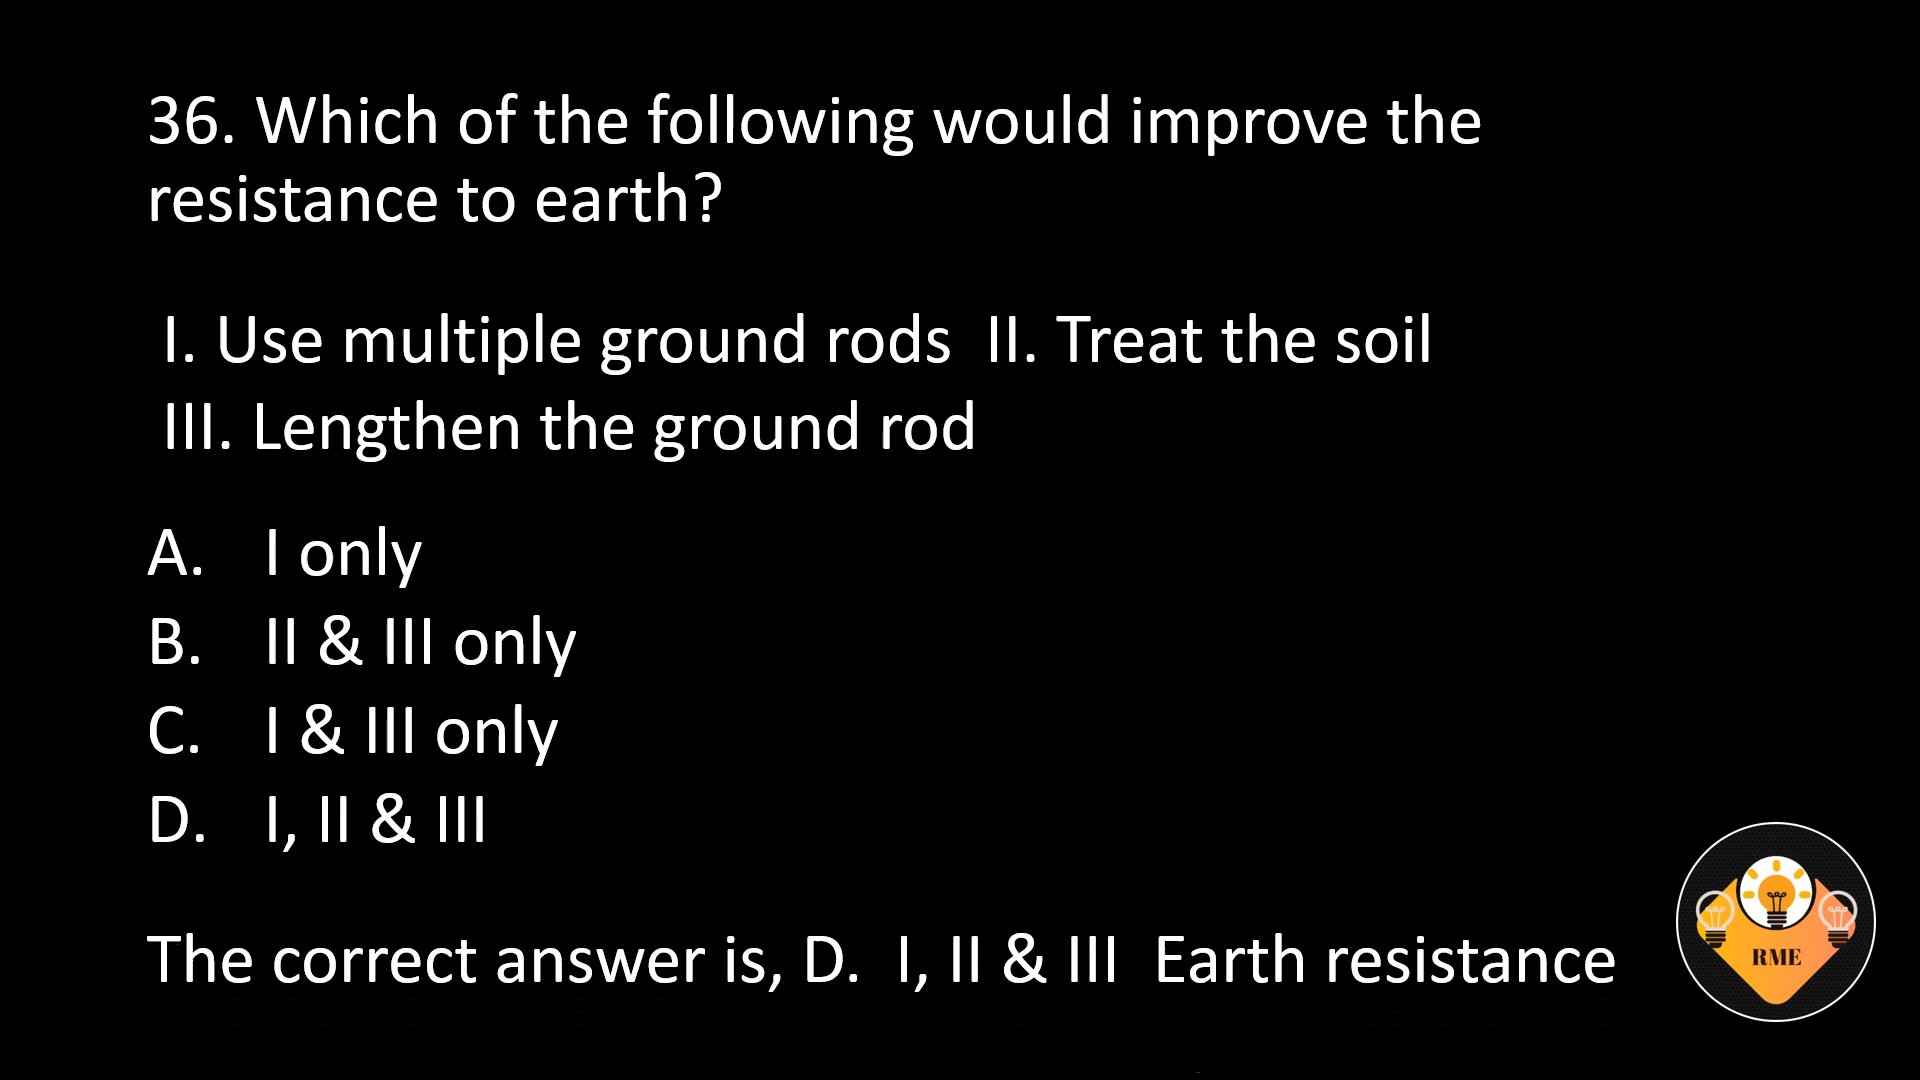 36. Which of the following would improve the
resistance to earth?
I. Use multiple ground rods  II. Treat the soil
III. Lengthen the ground rod
A. I only
B. II & III only
C. I & III only
D. I, II & III
The correct answer is, D.  I, II & III  Earth resistance
RME